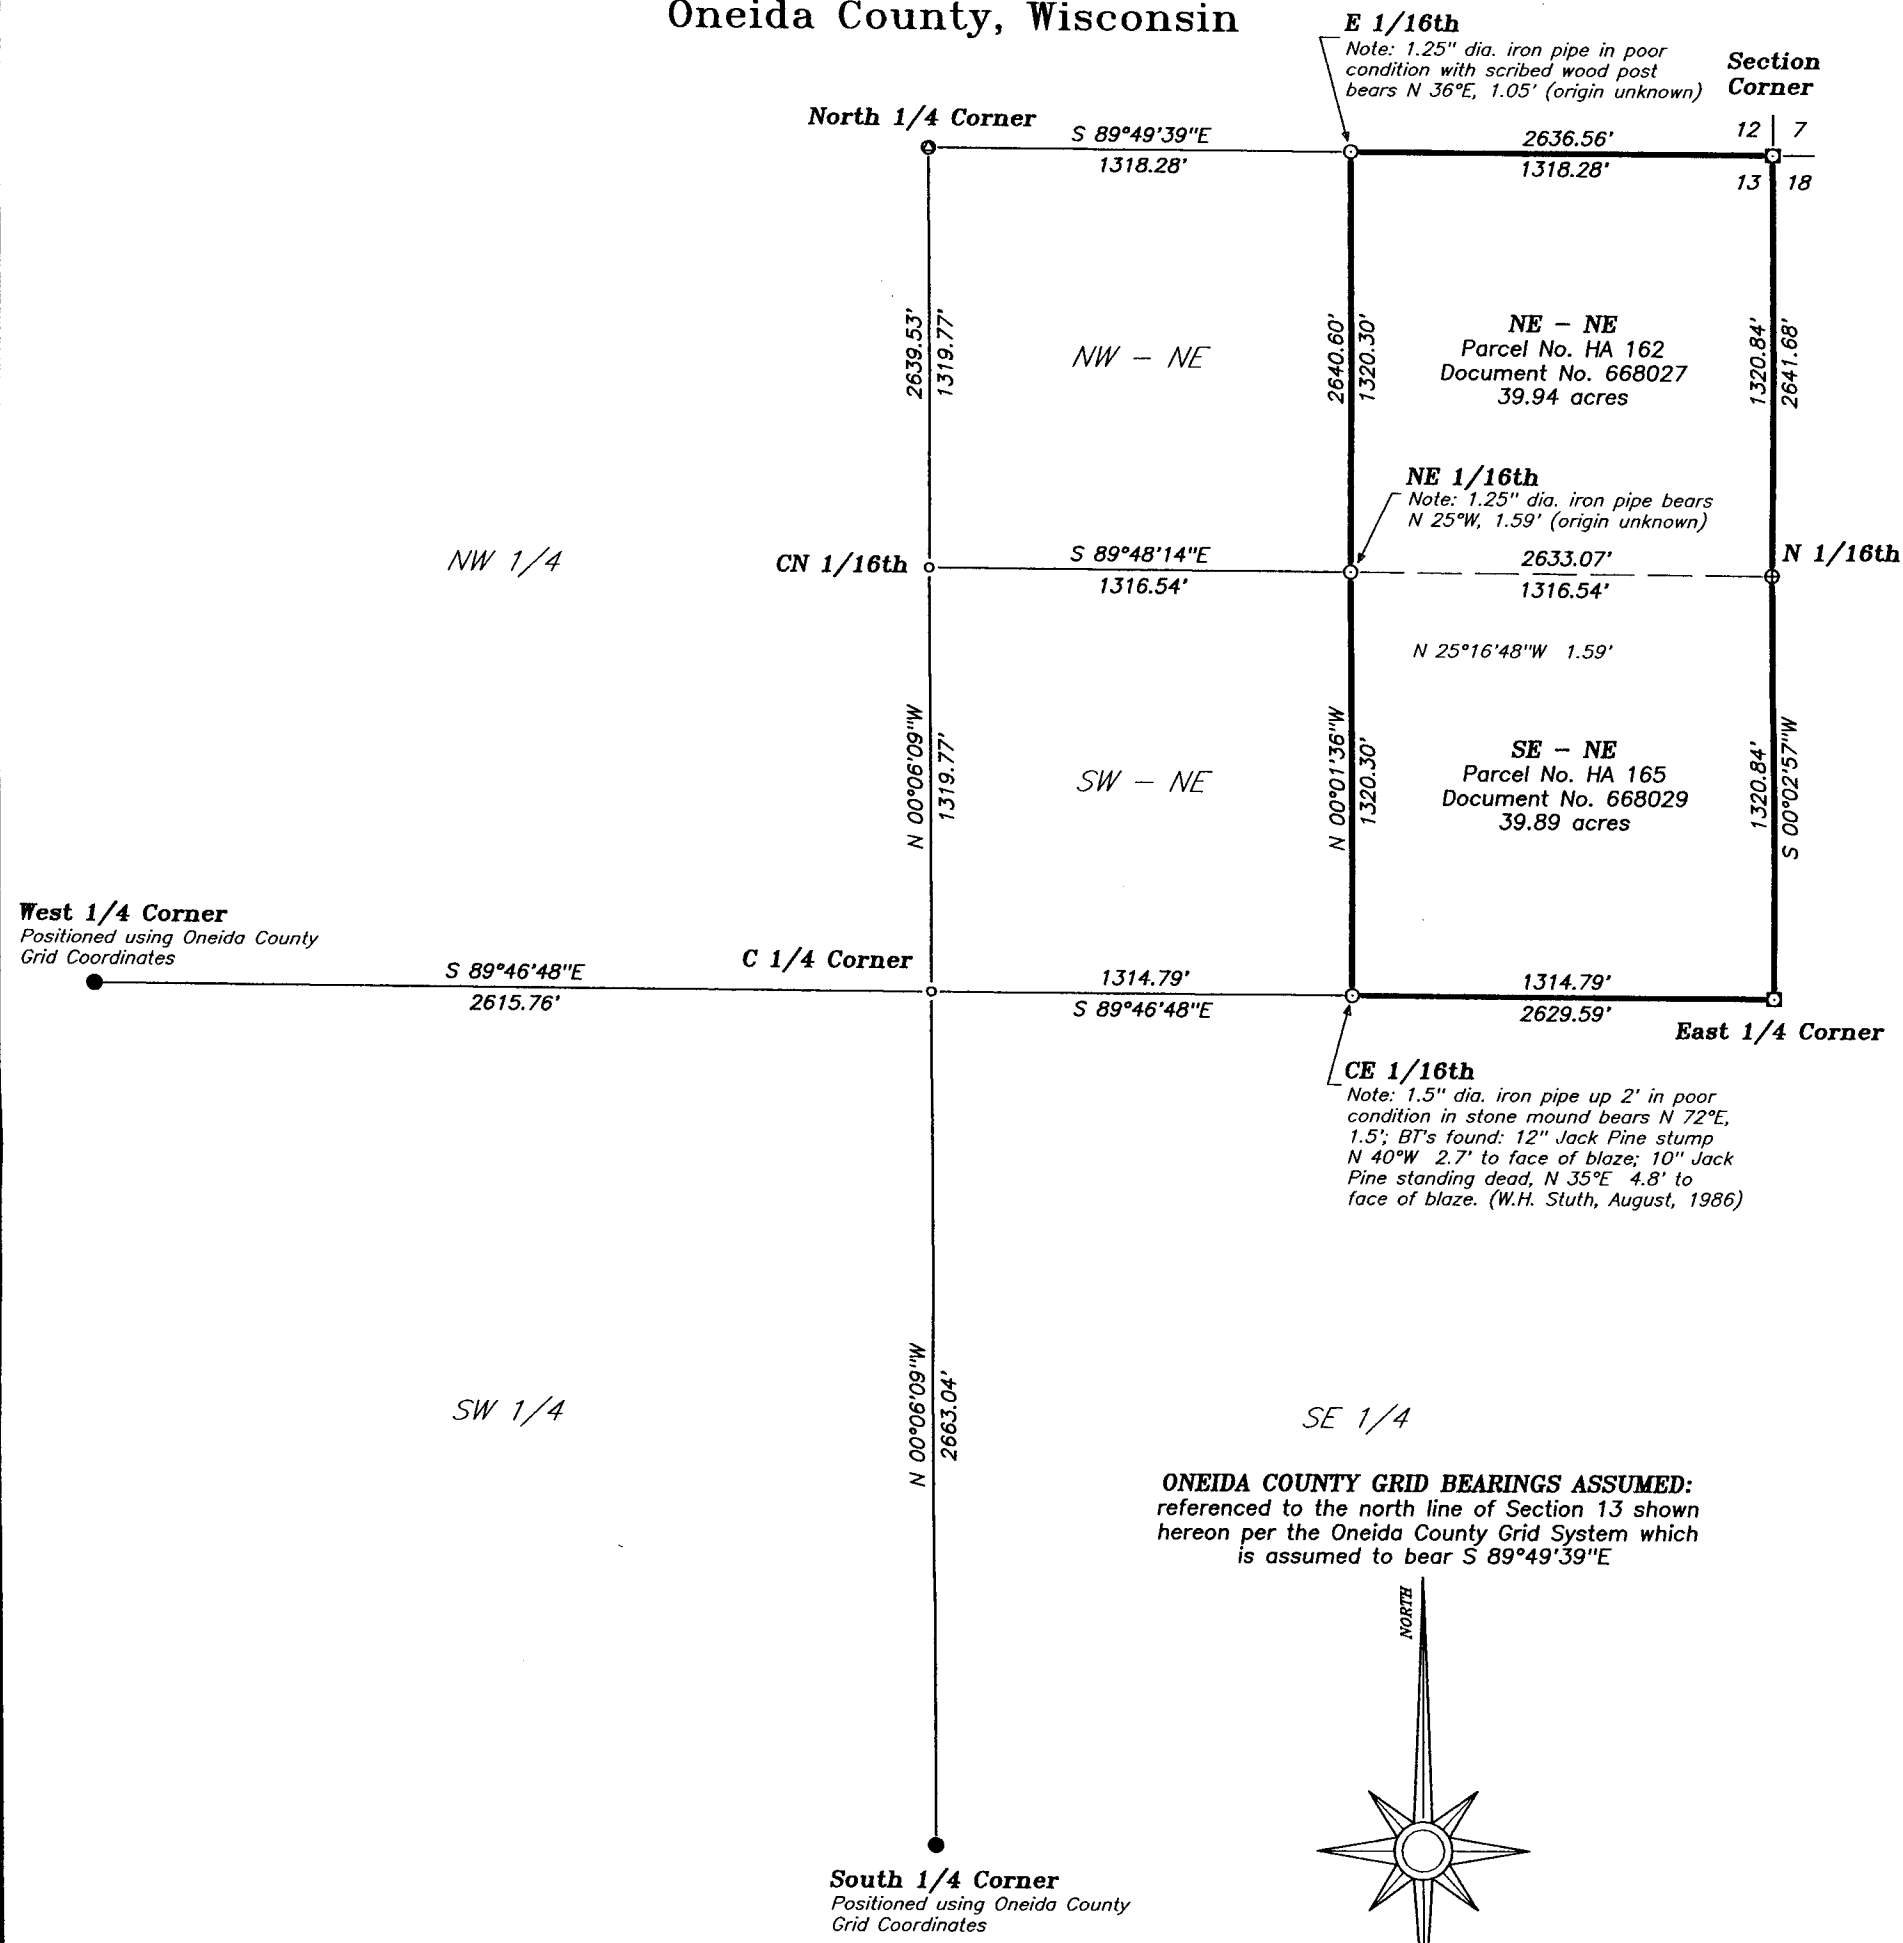 Oneida County, Wisconsin
E 1/16th
Note: 1.25" dia. iron pipe in poor
condition with scribed wood post
bears N 36°E, 1.05' (origin unknown)
Section
Corner
North 1/4 Corner
S 89°49'39"E
1318.28'
2636.56'
1318.28'
12 7
13 18
2639.53'
1319.77'
NW - NE
2640.60'
1320.30'
NE - NE
Parcel No. HA 162
Document No. 668027
39.94 acres
1320.84'
2641.68'
NE 1/16th
Note: 1.25" dia. iron pipe bears
N 25°W, 1.59' (origin unknown)
NW 1/4
CN 1/16th
S 89°48'14"E
1316.54'
2633.07'
1316.54'
N 1/16th
N 25°16'48"W 1.59'
N 00°06'09"W
1319.77'
SW - NE
N 00°01'36"W
1320.30'
SE - NE
Parcel No. HA 165
Document No. 668029
39.89 acres
1320.84'
S 00°02'57"W
West 1/4 Corner
Positioned using Oneida County
Grid Coordinates
S 89°46'48"E
2615.76'
C 1/4 Corner
1314.79'
S 89°46'48"E
1314.79'
2629.59'
East 1/4 Corner
CE 1/16th
Note: 1.5" dia. iron pipe up 2' in poor
condition in stone mound bears N 72°E,
1.5'; BT's found: 12" Jack Pine stump
N 40°W 2.7' to face of blaze; 10" Jack
Pine standing dead, N 35°E 4.8' to
face of blaze. (W.H. Stuth, August, 1986)
N 00°06'09"W
2663.04'
SW 1/4
SE 1/4
ONEIDA COUNTY GRID BEARINGS ASSUMED:
referenced to the north line of Section 13 shown
hereon per the Oneida County Grid System which
is assumed to bear S 89°49'39"E
NORTH
South 1/4 Corner
Positioned using Oneida County
Grid Coordinates